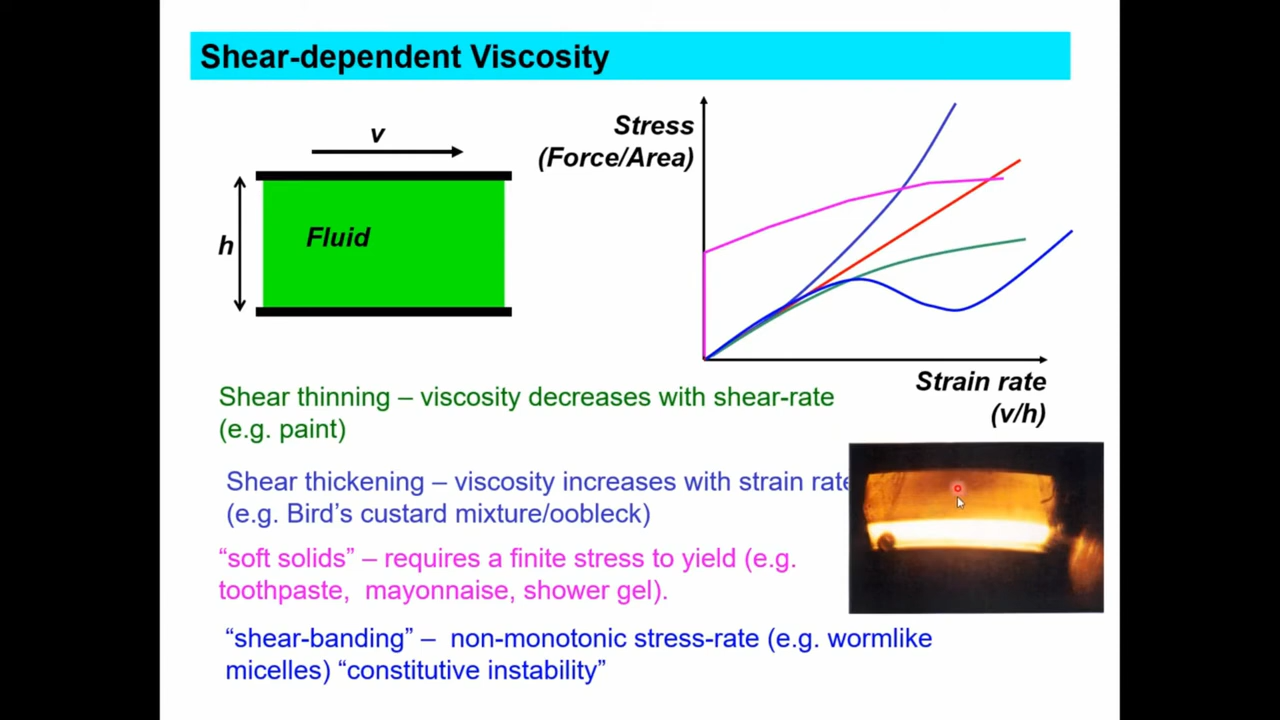 Shear-dependent Viscosity
v
h
Fluid
Stress
(Force/Area)
Strain rate
(v/h)
Shear thinning – viscosity decreases with shear-rate
(e.g. paint)
Shear thickening – viscosity increases with strain rate
(e.g. Bird’s custard mixture/oobleck)
“soft solids” – requires a finite stress to yield (e.g.
toothpaste, mayonnaise, shower gel).
“shear-banding” – non-monotonic stress-rate (e.g. wormlike
micelles) “constitutive instability”